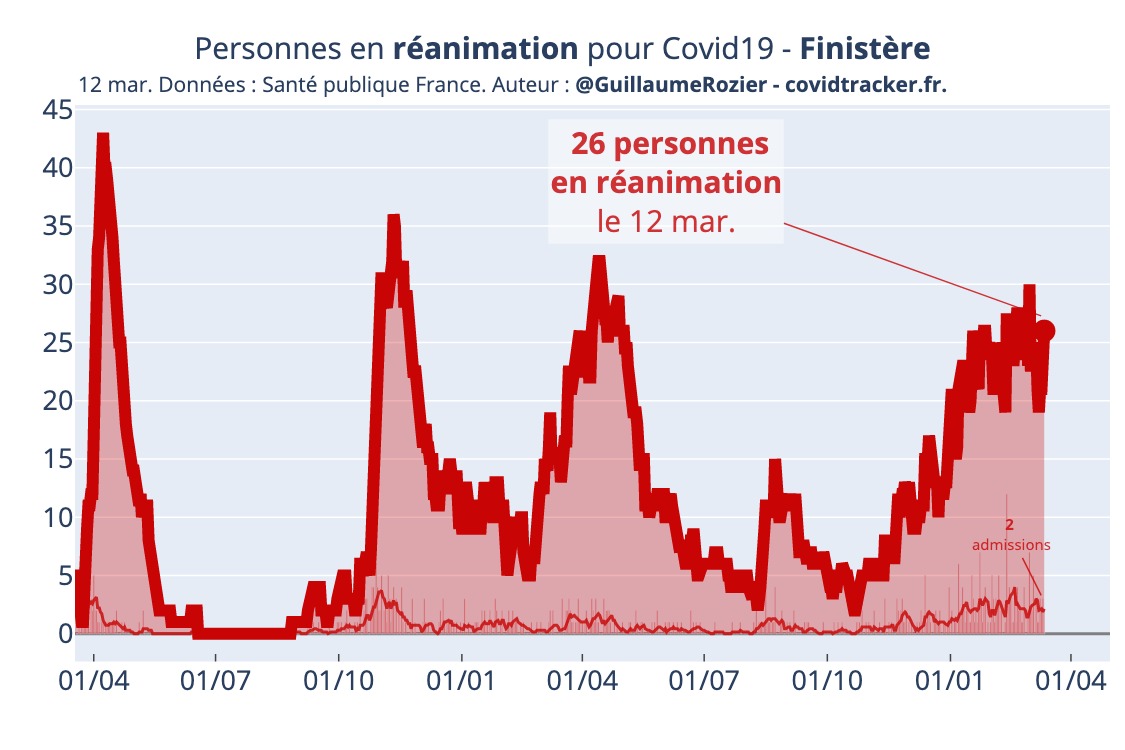 Personnes en réanimation pour Covid19 - Finistère
12 mar. Données : Santé publique France. Auteur : @GuillaumeRozier - covidtracker.fr.
45
26 personnes
en réanimation
le 12 mar.
40
35
30
25
20
15
10
2
admissions
5
0
01/04 01/07 01/10 01/01 01/04 01/07 01/10 01/01 01/04